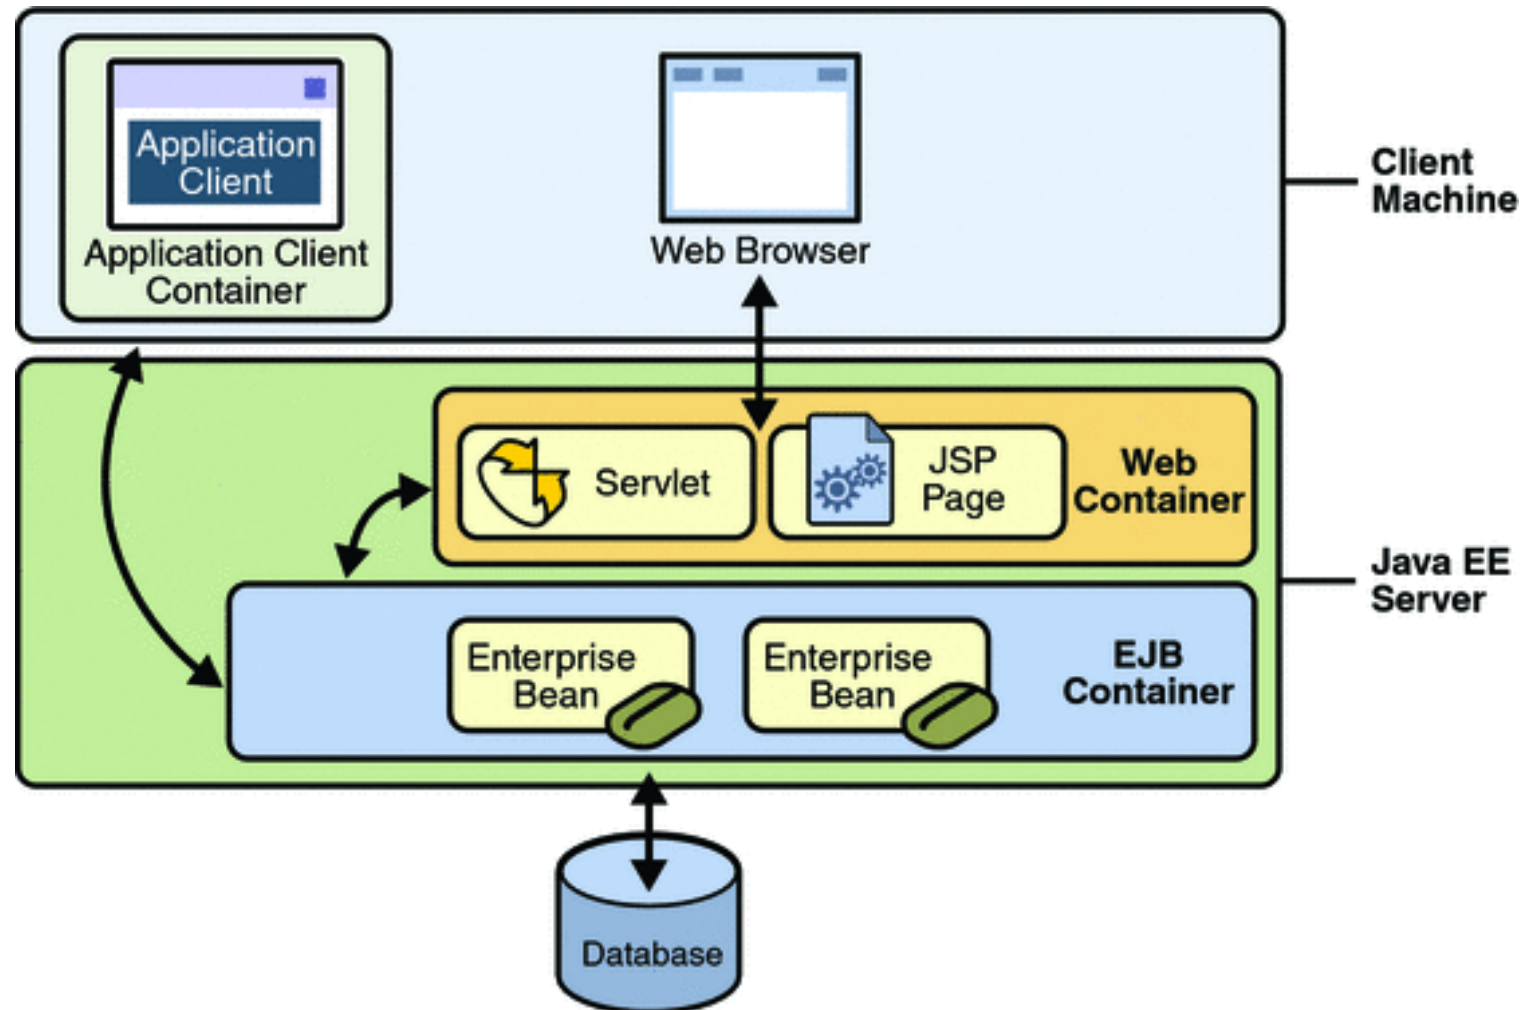 Application
Client
Application Client
Container
Web Browser
Client
Machine
Servlet
JSP
Page
Web
Container
Java EE
Server
Enterprise
Bean
Enterprise
Bean
EJB
Container
Database